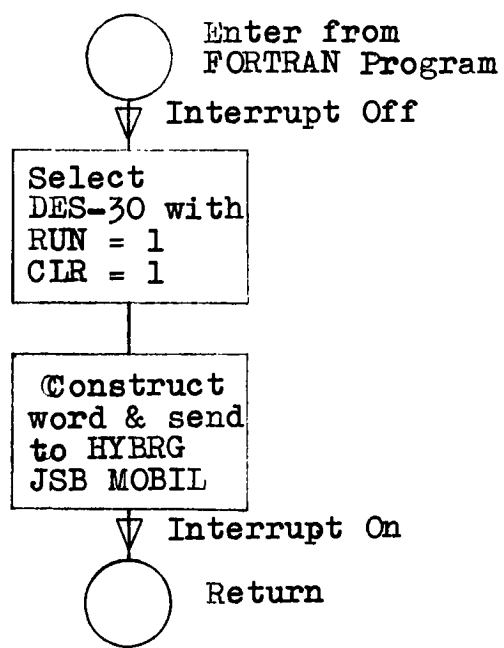 Enter from
FORTRAN Program
Interrupt Off
Select
DES-30 with
RUN = 1
CLR = 1
Construct
word & send
to HYBRG
JSB MOBIL
Interrupt On
Return